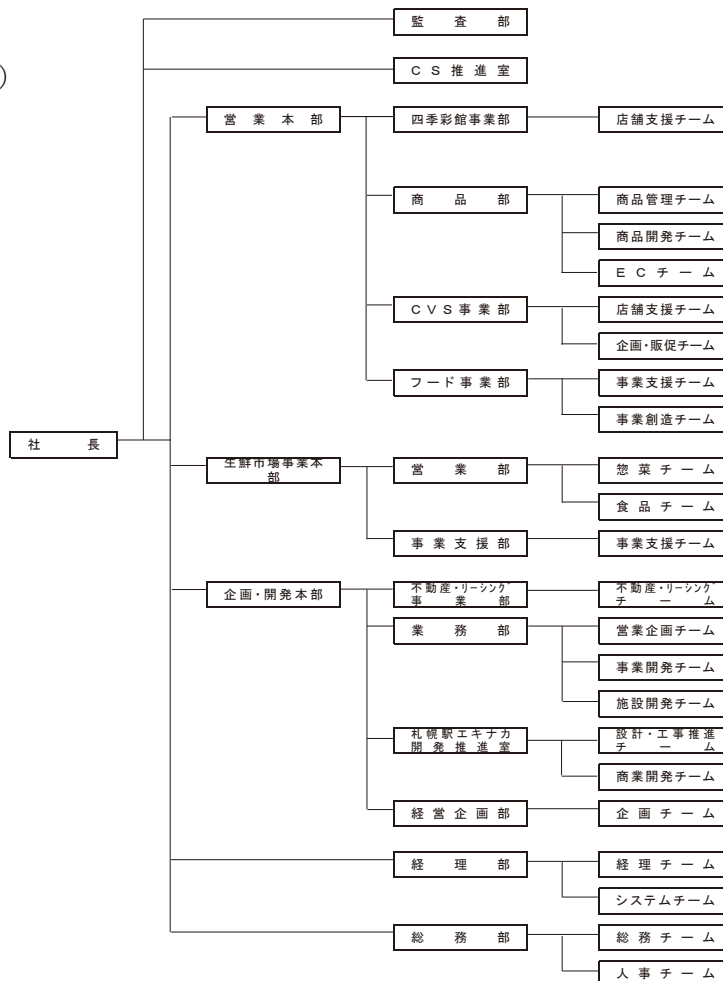 )
監査部
CS推進室
営業本部
四季彩館事業部
店舗支援チーム
商品部
商品管理チーム
商品開発チーム
ECチーム
CVS事業部
店舗支援チーム
企画・販促チーム
フード事業部
事業支援チーム
事業創造チーム
社長
生鮮市場事業本
部
営業部
惣菜チーム
食品チーム
事業支援部
事業支援チーム
企画・開発本部
不動産・リーシング
事業部
不動産・リーシング
チーム
業務部
営業企画チーム
事業開発チーム
施設開発チーム
札幌駅エキナカ
開発推進室
設計・工事推進
チーム
商業開発チーム
経営企画部
企画チーム
経理部
経理チーム
システムチーム
総務部
総務チーム
人事チーム